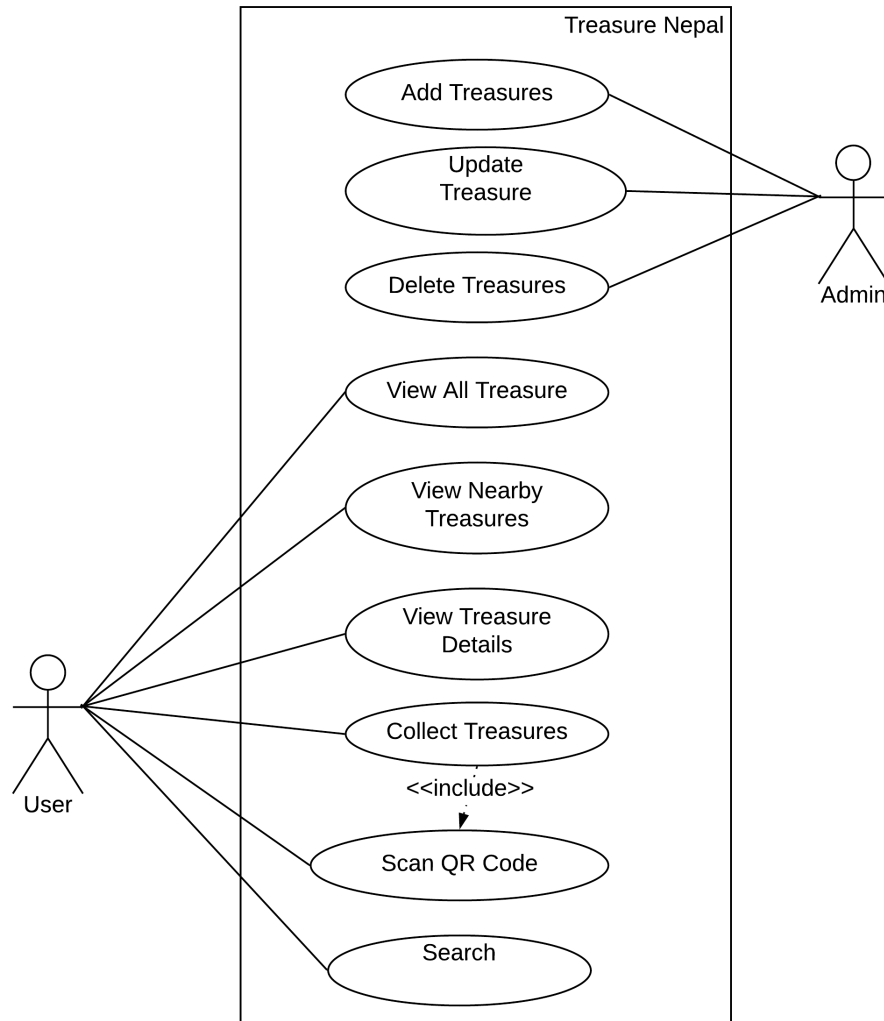 Treasure Nepal
Add Treasures
Update
Treasure
Admin
Delete Treasures
View All Treasure
View Nearby
Treasures
View Treasure
Details
Collect Treasures
<<include>>
User
Scan QR Code
Search